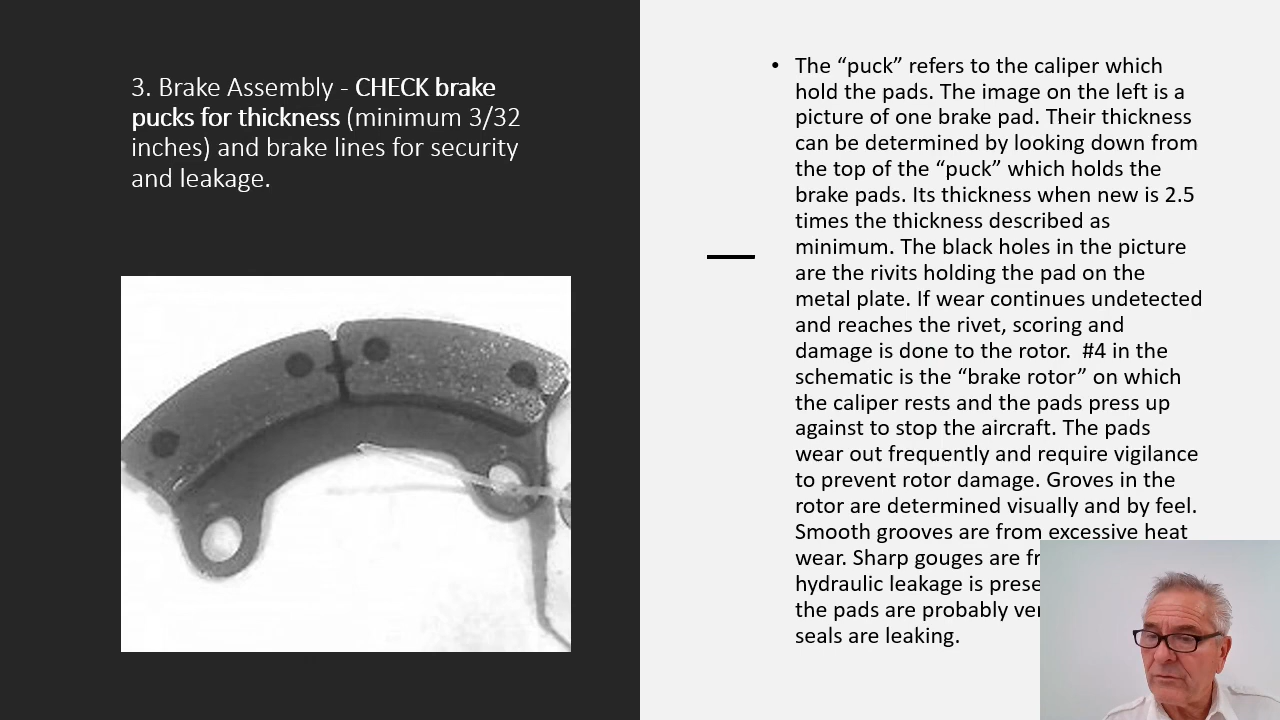 3. Brake Assembly - CHECK brake
pucks for thickness (minimum 3/32
inches) and brake lines for security
and leakage.
• The “puck” refers to the caliper which
hold the pads. The image on the left is a
picture of one brake pad. Their thickness
can be determined by looking down from
the top of the “puck” which holds the
brake pads. Its thickness when new is 2.5
times the thickness described as
minimum. The black holes in the picture
are the rivits holding the pad on the
metal plate. If wear continues undetected
and reaches the rivet, scoring and
damage is done to the rotor.  #4 in the
schematic is the “brake rotor” on which
the caliper rests and the pads press up
against to stop the aircraft. The pads
wear out frequently and require vigilance
to prevent rotor damage. Groves in the
rotor are determined visually and by feel.
Smooth grooves are from excessive heat
wear. Sharp gouges are
hydraulic leakage is
the pads are probably
seals are leaking.